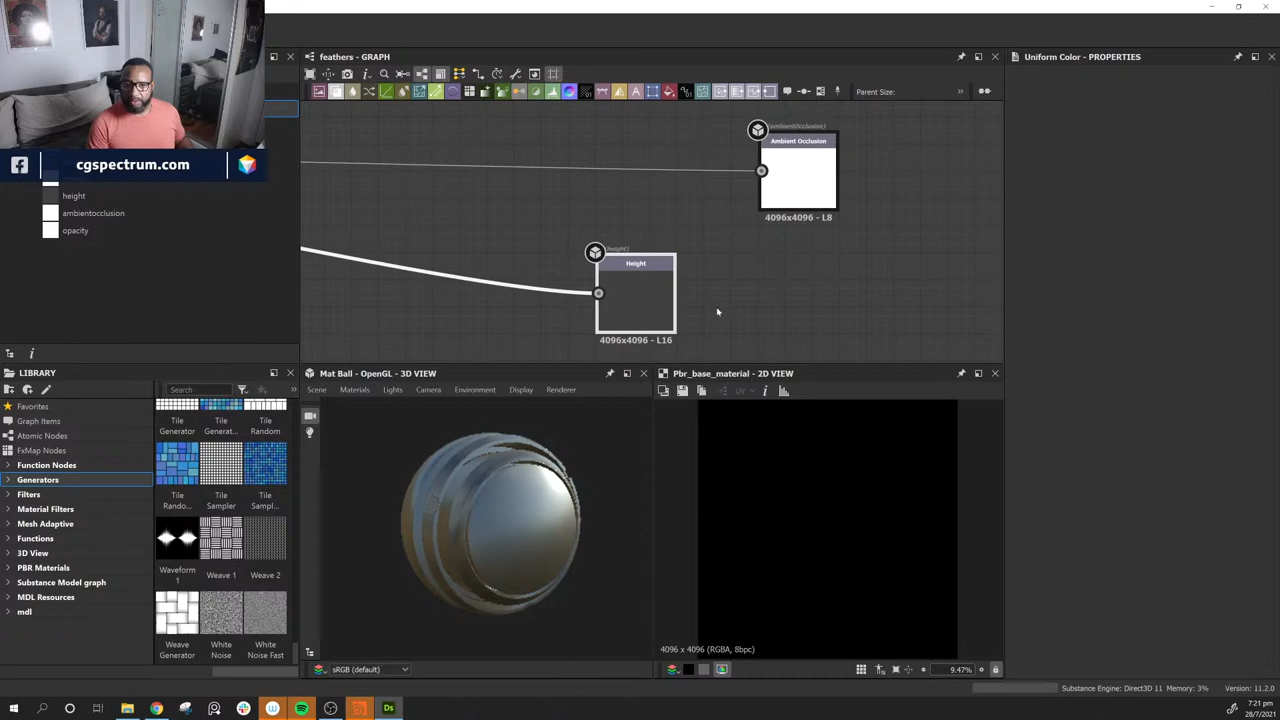 feathers - GRAPH
Uniform Color - PROPERTIES
Parent Size:
cgspectrum.com
height
ambientocclusion
opacity
(ambientOcclusion)
Ambient Occlusion
4096x4096 - L8
Height
4096x4096 - L16
LIBRARY
Search
Favorites
Graph Items
Atomic Nodes
FxMap Nodes
Function Nodes
Generators
Filters
Material Filters
Mesh Adaptive
Functions
3D View
PBR Materials
Substance Model graph
MDL Resources
mdl
Tile Generator
Tile Generat...
Tile Random
Tile Rando...
Tile Sampler
Tile Sampl...
Waveform 1
Weave 1
Weave 2
Weave Generator
White Noise
White Noise Fast
Mat Ball - OpenGL - 3D VIEW
Scene Materials Lights Camera Environment Display Renderer
sRGB (default)
Pbr_base_material - 2D VIEW
UV
4096 x 4096 (RGBA, 8bpc)
9.47%
Substance Engine: Direct3D 11 Memory: 3% Version: 11.2.0
Ds
7:21 pm
28/7/2021